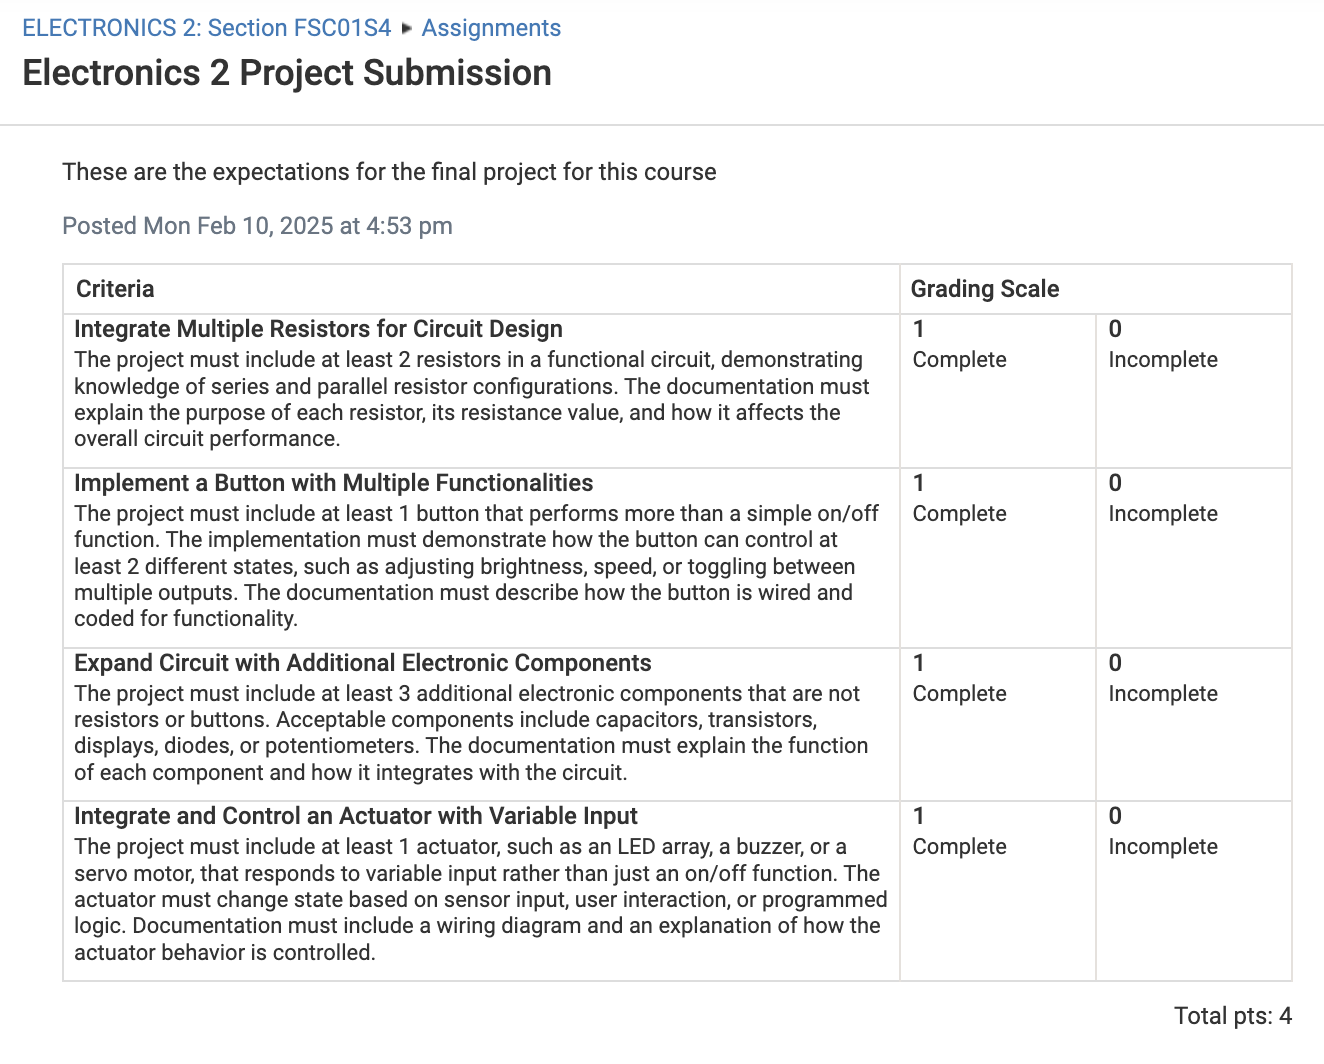 ELECTRONICS 2: Section FSC01S4 ▸ Assignments
Electronics 2 Project Submission
These are the expectations for the final project for this course
Posted Mon Feb 10, 2025 at 4:53 pm
Criteria Grading Scale
Integrate Multiple Resistors for Circuit Design
The project must include at least 2 resistors in a functional circuit, demonstrating
knowledge of series and parallel resistor configurations. The documentation must
explain the purpose of each resistor, its resistance value, and how it affects the
overall circuit performance.
1
Complete
0
Incomplete
Implement a Button with Multiple Functionalities
The project must include at least 1 button that performs more than a simple on/off
function. The implementation must demonstrate how the button can control at
least 2 different states, such as adjusting brightness, speed, or toggling between
multiple outputs. The documentation must describe how the button is wired and
coded for functionality.
1
Complete
0
Incomplete
Expand Circuit with Additional Electronic Components
The project must include at least 3 additional electronic components that are not
resistors or buttons. Acceptable components include capacitors, transistors,
displays, diodes, or potentiometers. The documentation must explain the function
of each component and how it integrates with the circuit.
1
Complete
0
Incomplete
Integrate and Control an Actuator with Variable Input
The project must include at least 1 actuator, such as an LED array, a buzzer, or a
servo motor, that responds to variable input rather than just an on/off function. The
actuator must change state based on sensor input, user interaction, or programmed
logic. Documentation must include a wiring diagram and an explanation of how the
actuator behavior is controlled.
1
Complete
0
Incomplete
Total pts: 4